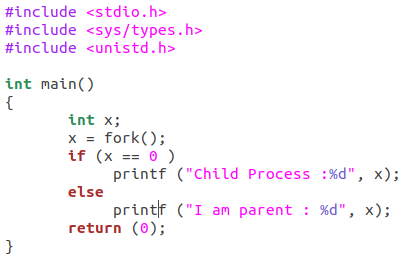 #include <stdio.h>
#include <sys/types.h>
#include <unistd.h>
int main()
{
int x;
x = fork();
if (x == 0 )
printf ("Child Process :%d", x);
else
printf ("I am parent : %d", x);
return (0);
}